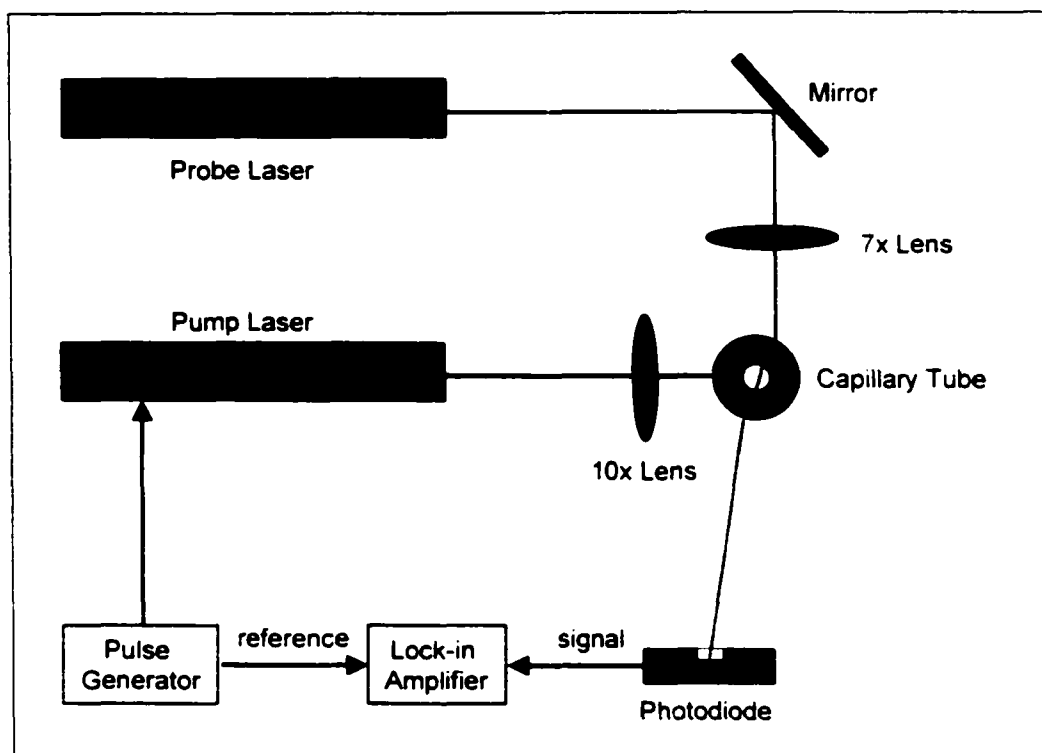 Mirror
Probe Laser
7x Lens
Pump Laser
Capillary Tube
10x Lens
Pulse
Generator
reference
Lock-in
Amplifier
signal
Photodiode